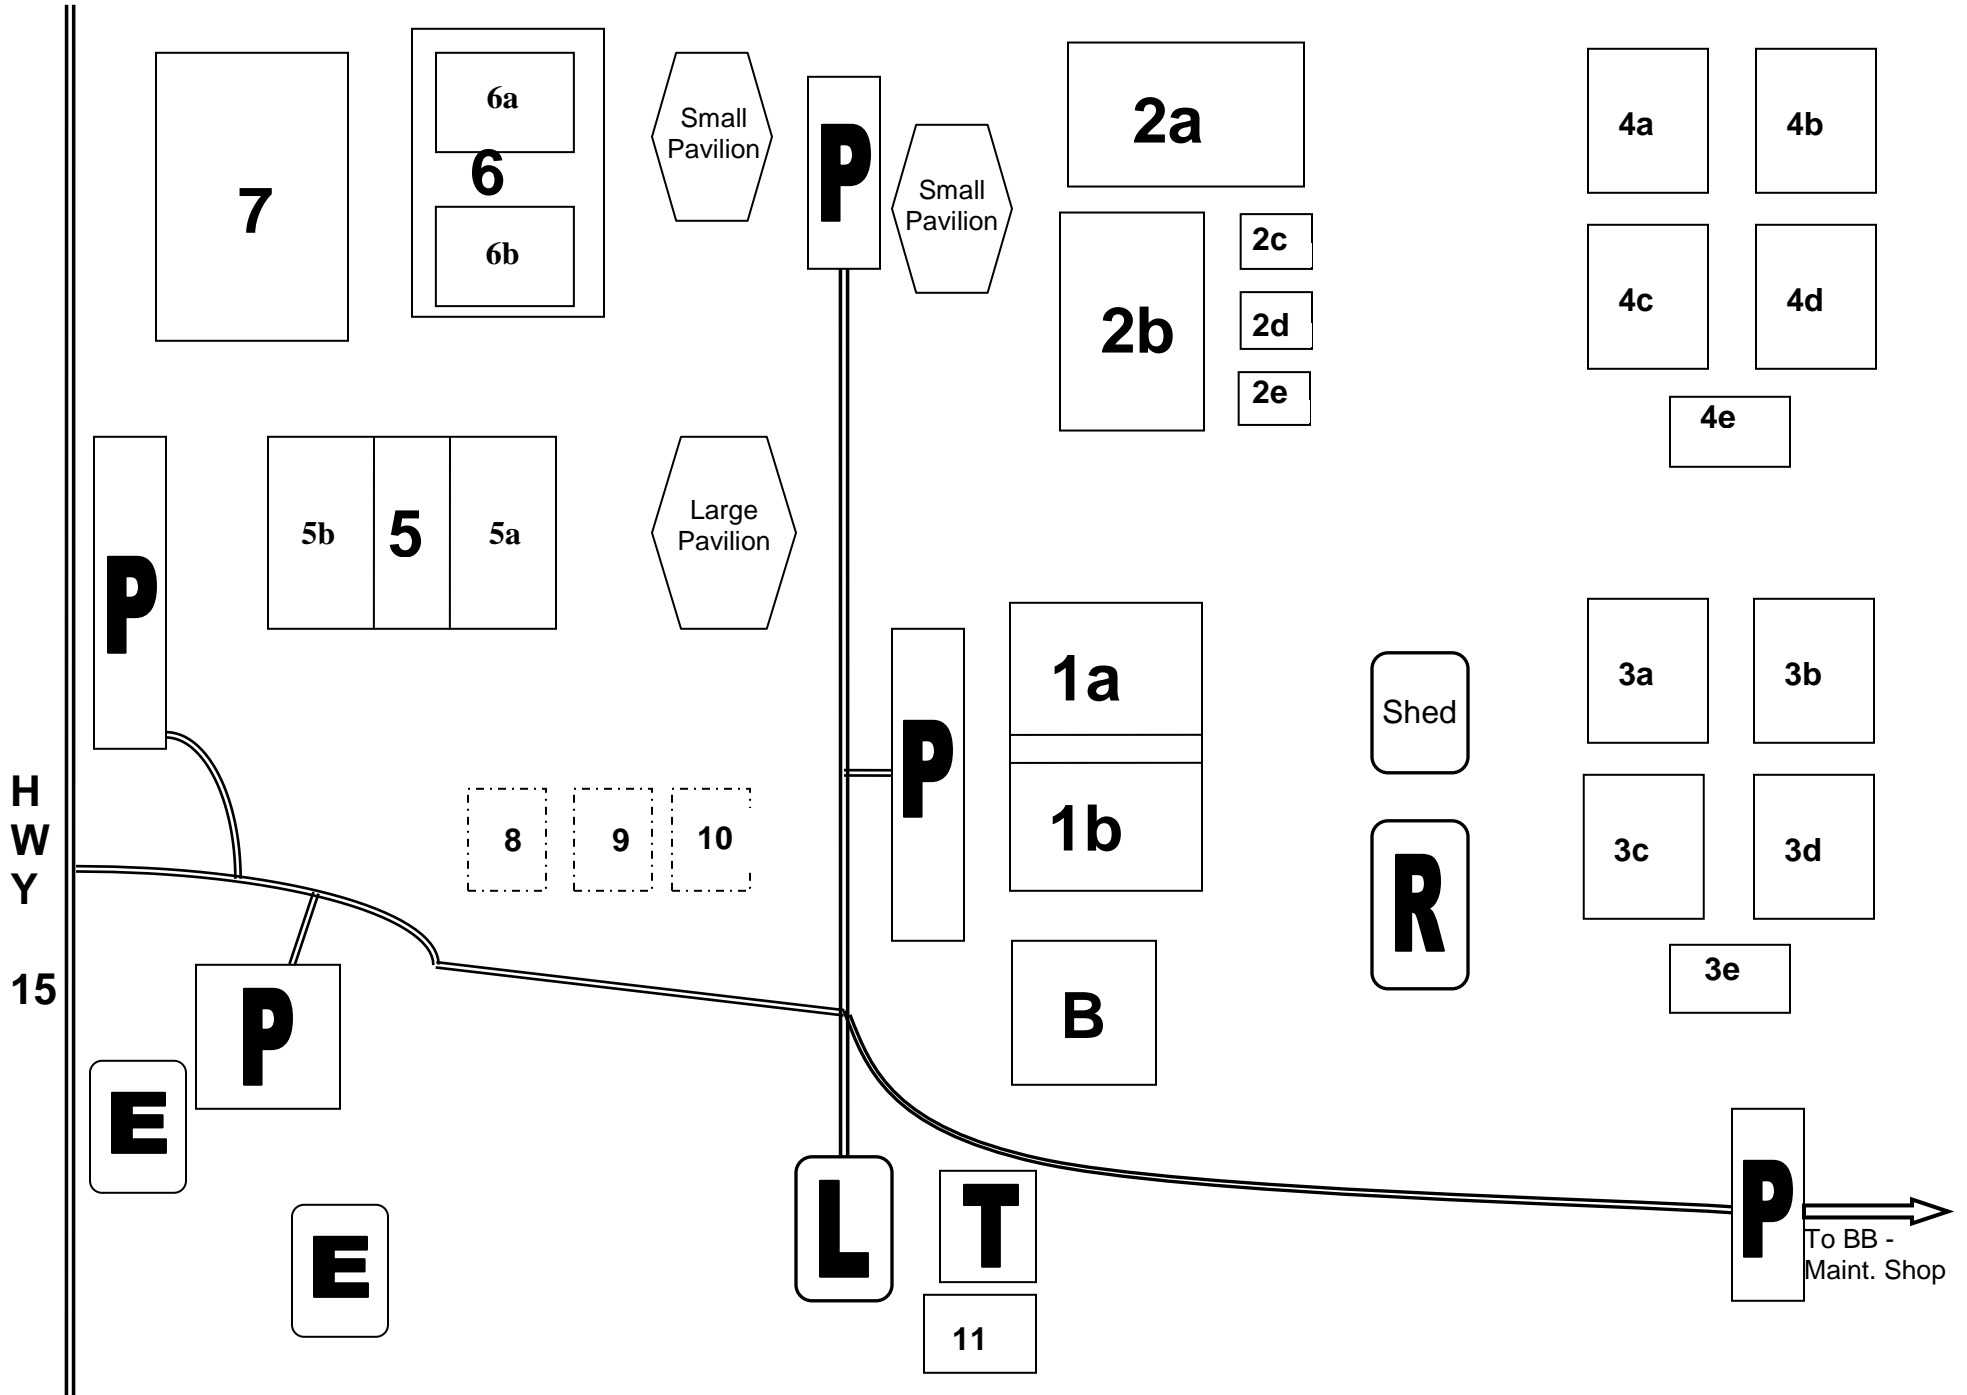 7
6a
6
6b
Small
Pavilion
P
Small
Pavilion
2a
2b
2c
2d
2e
4a
4b
4c
4d
4e
P
5b
5
5a
Large
Pavilion
P
1a
1b
Shed
R
3a
3b
3c
3d
3e
H
W
Y
15
8
9
10
B
P
E
E
L
T
11
P
To BB -
Maint. Shop